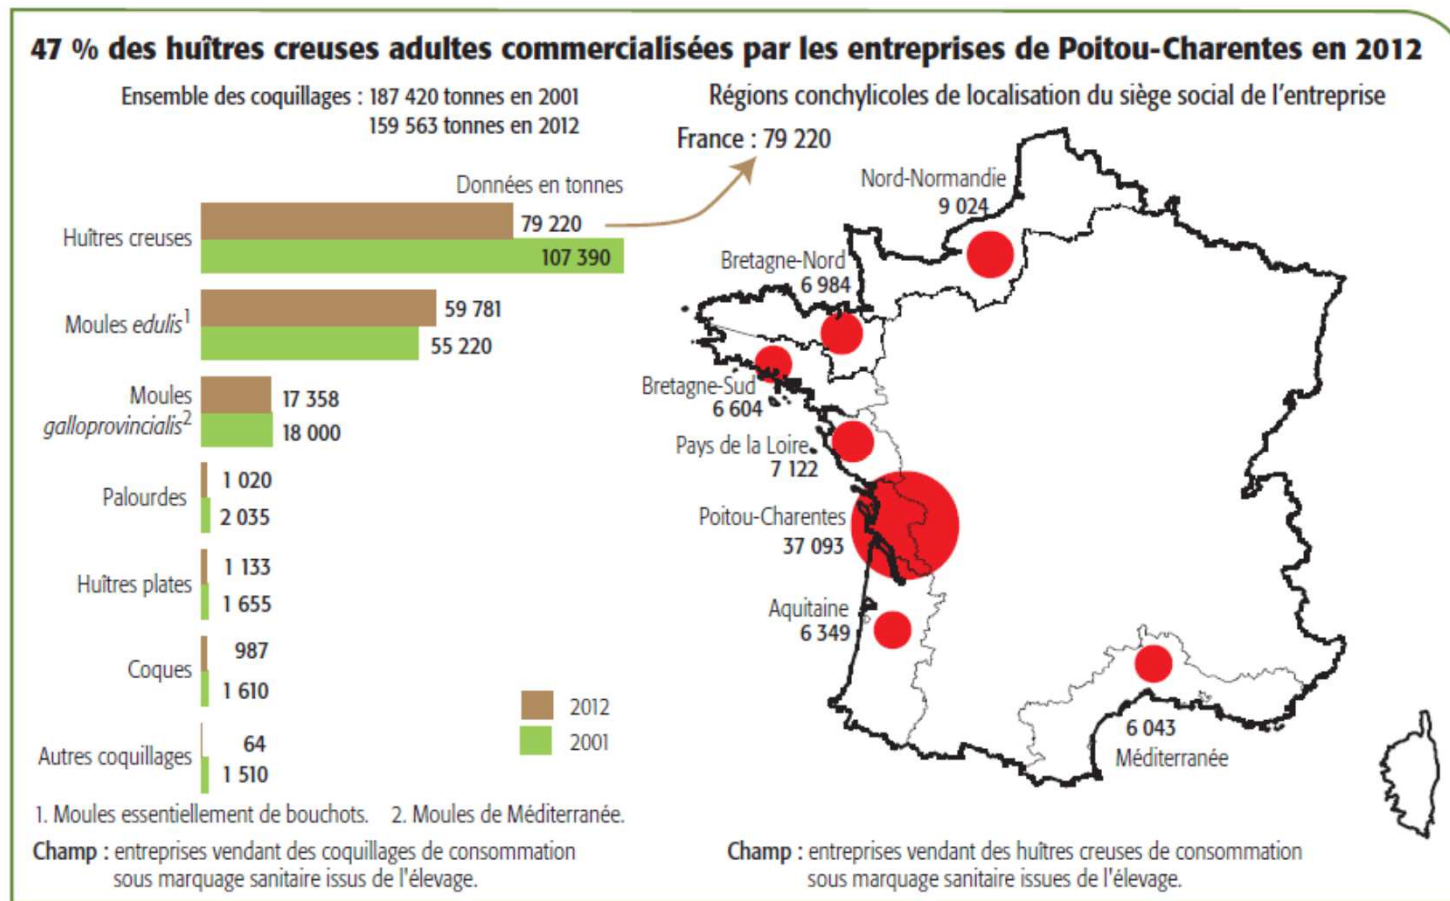 47 % des huîtres creuses adultes commercialisées par les entreprises de Poitou-Charentes en 2012
Ensemble des coquillages : 187 420 tonnes en 2001
159 563 tonnes en 2012
Données en tonnes
Huîtres creuses
79 220
107 390
Moules edulis¹
59 781
55 220
Moules
galloprovincialis²
17 358
18 000
Palourdes
1 020
2 035
Huîtres plates
1 133
1 655
Coques
987
1 610
Autres coquillages
64
1 510
2012
2001
1. Moules essentiellement de bouchots. 2. Moules de Méditerranée.
Champ : entreprises vendant des coquillages de consommation
sous marquage sanitaire issus de l'élevage.
Régions conchylicoles de localisation du siège social de l’entreprise
France : 79 220
Nord-Normandie
9 024
Bretagne-Nord
6 984
Bretagne-Sud
6 604
Pays de la Loire
7 122
Poitou-Charentes
37 093
Aquitaine
6 349
6 043
Méditerranée
Champ : entreprises vendant des huîtres creuses de consommation
sous marquage sanitaire issues de l'élevage.